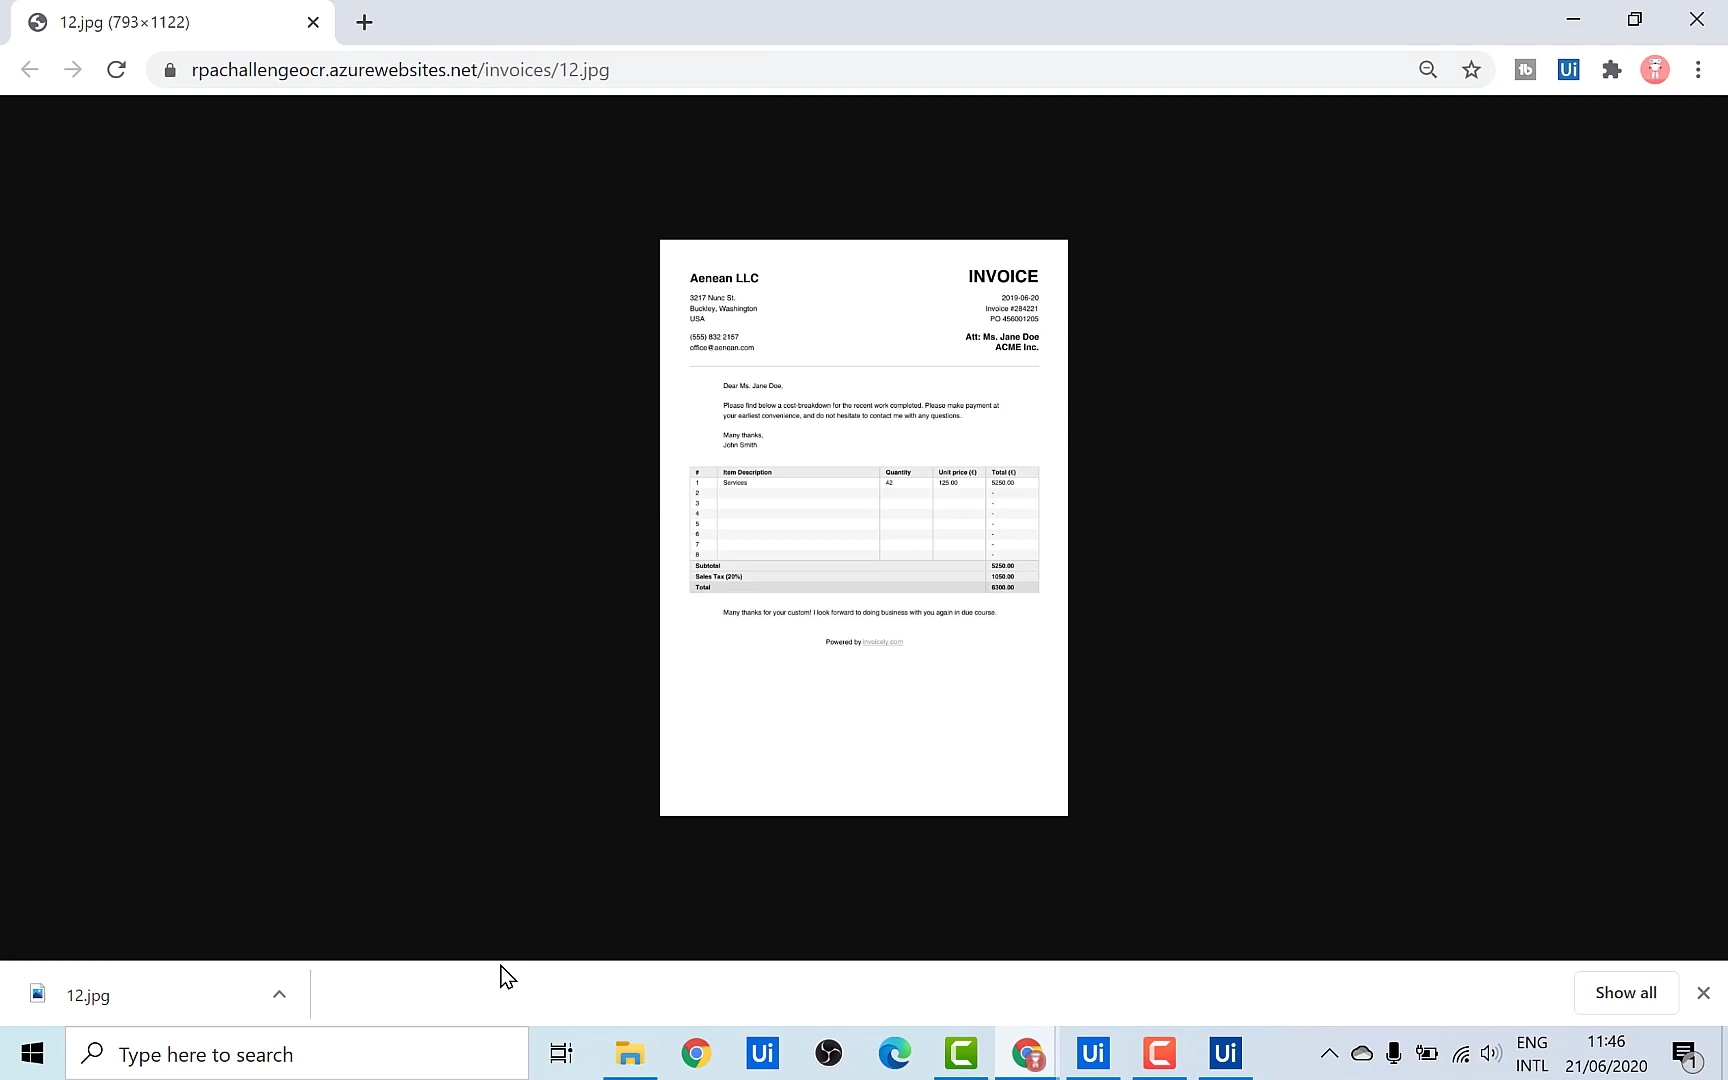 12.jpg (793×1122)
rpachallengeocr.azurewebsites.net/invoices/12.jpg
Aenean LLC
INVOICE
3217 Nunc St.
2019-06-20
Buckley, Washington
Invoice #284221
USA
PO 456001205
(555) 832 2157
Att: Ms. Jane Doe
office@aenean.com
ACME Inc.
Dear Ms. Jane Doe,
Please find below a cost-breakdown for the recent work completed. Please make payment at
your earliest convenience, and do not hesitate to contact me with any questions.
Many thanks,
John Smith
# Item Description Quantity Unit price (€) Total (€)
1 Services 42 125.00 5250.00
2 -
3 -
4 -
5 -
6 -
7 -
8 -
Subtotal 5250.00
Sales Tax (20%) 1050.00
Total 6300.00
Many thanks for your custom! I look forward to doing business with you again in due course.
Powered by invoicely.com
12.jpg
Show all
Type here to search
ENG
INTL
11:46
21/06/2020
1